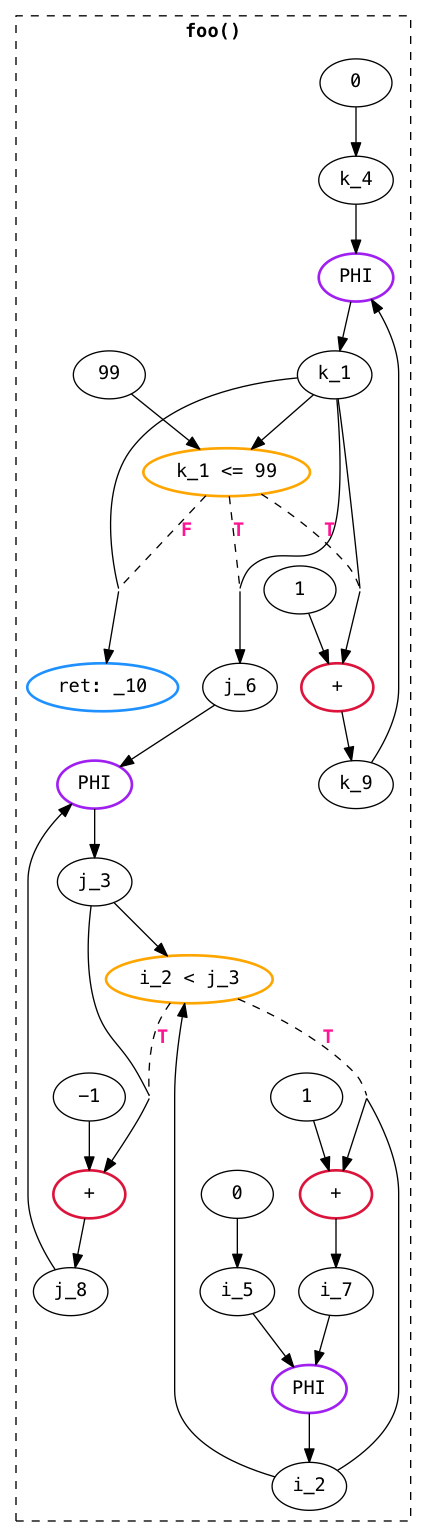 foo()
0
k_4
PHI
99
k_1
k_1 <= 99
F
T
T
1
ret: _10
j_6
+
PHI
k_9
j_3
i_2 < j_3
T
T
−1
1
+
0
+
j_8
i_5
i_7
PHI
i_2